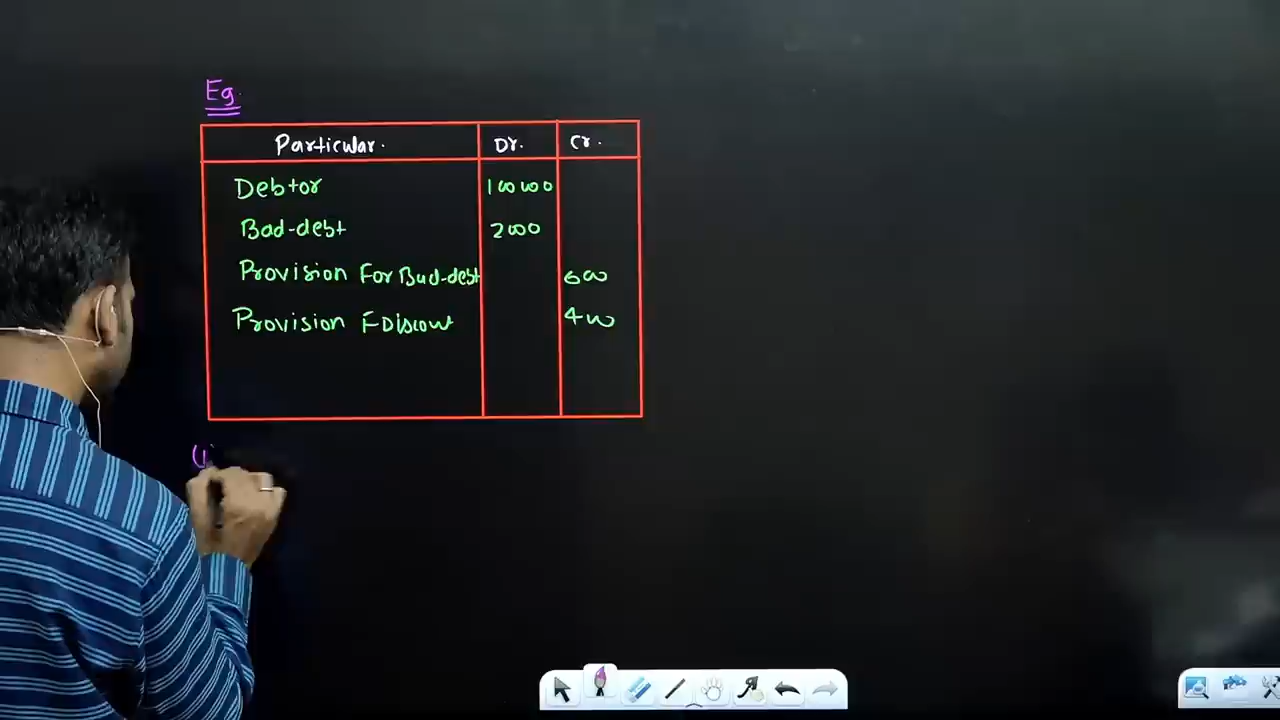 Eg.
Particular. Dr. Cr.
Debtor 100000
Bad-debt 2000
Provision For Bad-debt 600
Provision F Discount 400
(i